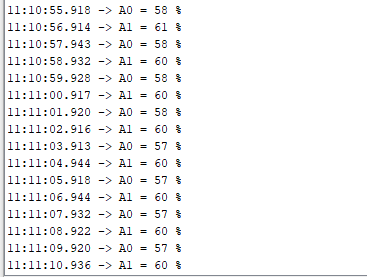 11:10:55.918 -> A0 = 58 %
11:10:56.914 -> A1 = 61 %
11:10:57.943 -> A0 = 58 %
11:10:58.932 -> A1 = 60 %
11:10:59.928 -> A0 = 58 %
11:11:00.917 -> A1 = 60 %
11:11:01.920 -> A0 = 58 %
11:11:02.916 -> A1 = 60 %
11:11:03.913 -> A0 = 57 %
11:11:04.944 -> A1 = 60 %
11:11:05.918 -> A0 = 57 %
11:11:06.944 -> A1 = 60 %
11:11:07.932 -> A0 = 57 %
11:11:08.922 -> A1 = 60 %
11:11:09.920 -> A0 = 57 %
11:11:10.936 -> A1 = 60 %